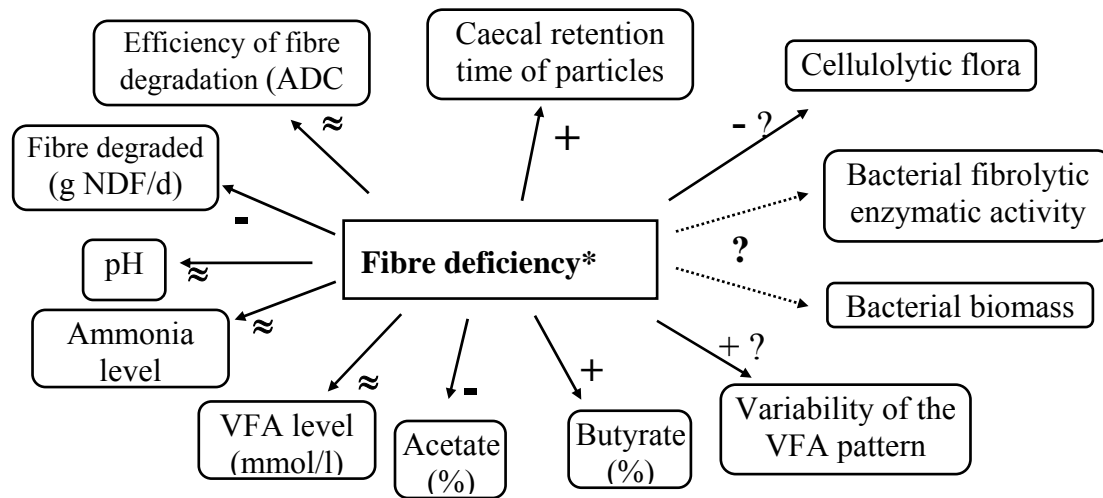 Efficiency of fibre
degradation (ADC
≈
Caecal retention
time of particles
+
Cellulolytic flora
- ?
Fibre degraded
(g NDF/d)
-
Bacterial fibrolytic
enzymatic activity
?
pH
≈
Fibre deficiency*
Bacterial biomass
Ammonia
level
≈
VFA level
(mmol/l)
≈
Acetate
(%)
-
Butyrate
(%)
+
+ ?
Variability of the
VFA pattern